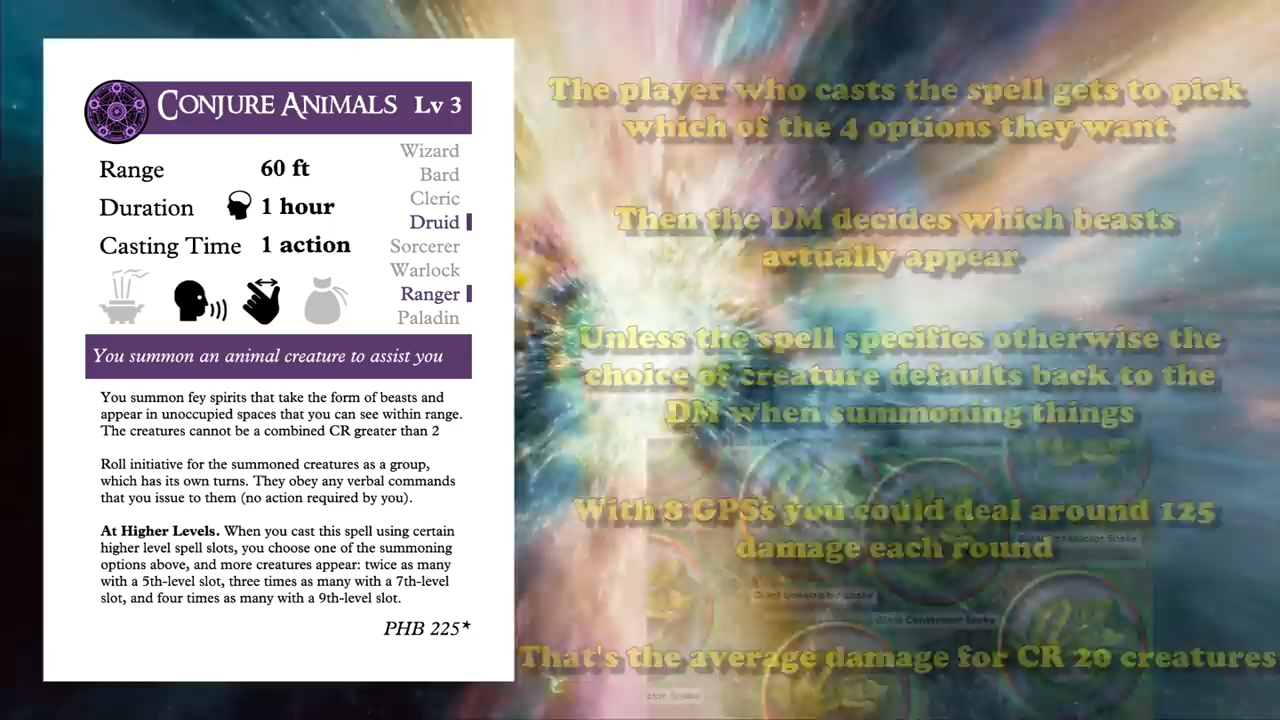 CONJURE ANIMALS Lv 3
Range 60 ft
Duration 1 hour
Casting Time 1 action
Wizard
Bard
Cleric
Druid
Sorcerer
Warlock
Ranger
Paladin
You summon an animal creature to assist you
You summon fey spirits that take the form of beasts and
appear in unoccupied spaces that you can see within range.
The creatures cannot be a combined CR greater than 2
Roll initiative for the summoned creatures as a group,
which has its own turns. They obey any verbal commands
that you issue to them (no action required by you).
At Higher Levels. When you cast this spell using certain
higher level spell slots, you choose one of the summoning
options above, and more creatures appear: twice as many
with a 5th-level slot, three times as many with a 7th-level
slot, and four times as many with a 9th-level slot.
PHB 225*
The player who casts the spell gets to pick
which of the 4 options they want
Then the DM decides which beasts
actually appear
Unless the spell specifies otherwise the
choice of creature defaults back to the
DM when summoning things
With 8 GPSs you could deal around 125
damage each round
Snake
Giant Constrictor Snake
That's the average damage for CR 20 creatures
Snake